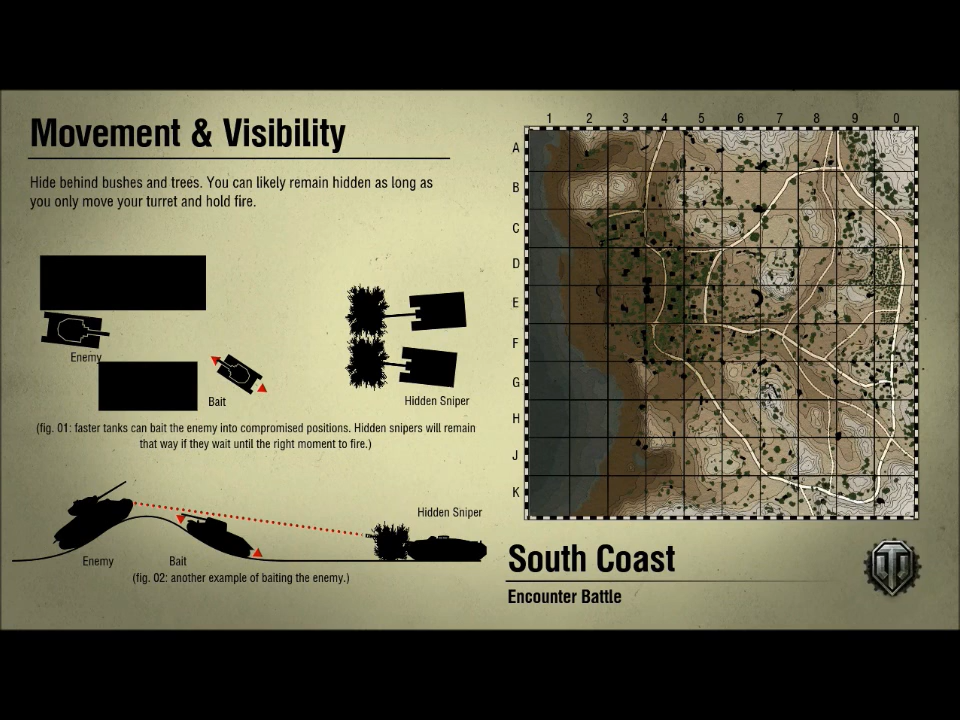 Movement & Visibility
Hide behind bushes and trees. You can likely remain hidden as long as
you only move your turret and hold fire.
Enemy
Bait
Hidden Sniper
(fig. 01: faster tanks can bait the enemy into compromised positions. Hidden snipers will remain
that way if they wait until the right moment to fire.)
Hidden Sniper
Enemy
Bait
(fig. 02: another example of baiting the enemy.)
1 2 3 4 5 6 7 8 9 0
A
B
C
D
E
F
G
H
J
K
South Coast
Encounter Battle